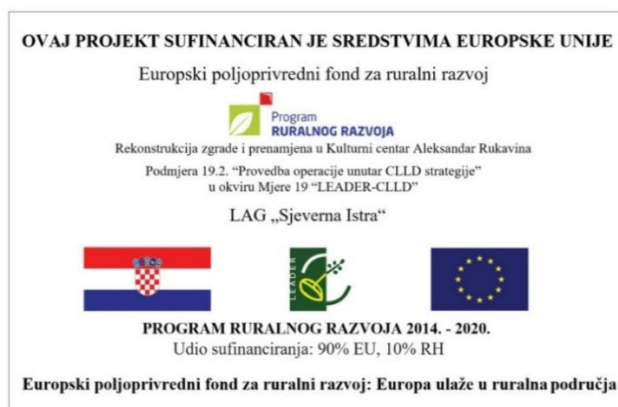 OVAJ PROJEKT SUFINANCIRAN JE SREDSTVIMA EUROPSKE UNIJE
Europski poljoprivredni fond za ruralni razvoj
Program
RURALNOG RAZVOJA
Rekonstrukcija zgrade i prenamjena u Kulturni centar Aleksandar Rukavina
Podmjera 19.2. “Provedba operacije unutar CLLD strategije”
u okviru Mjere 19 “LEADER-CLLD”
LAG „Sjeverna Istra“
LEADER
PROGRAM RURALNOG RAZVOJA 2014. - 2020.
Udio sufinanciranja: 90% EU, 10% RH
Europski poljoprivredni fond za ruralni razvoj: Europa ulaže u ruralna područja